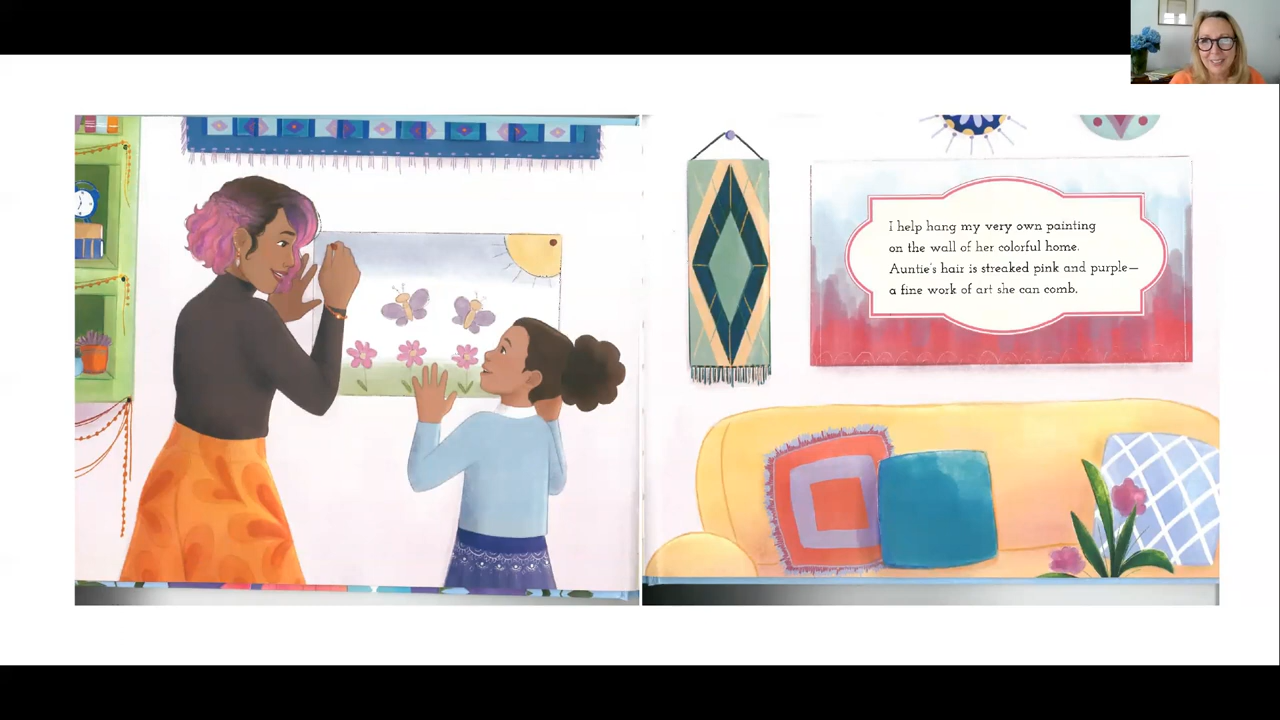 I help hang my very own painting
on the wall of her colorful home.
Auntie's hair is streaked pink and purple—
a fine work of art she can comb.